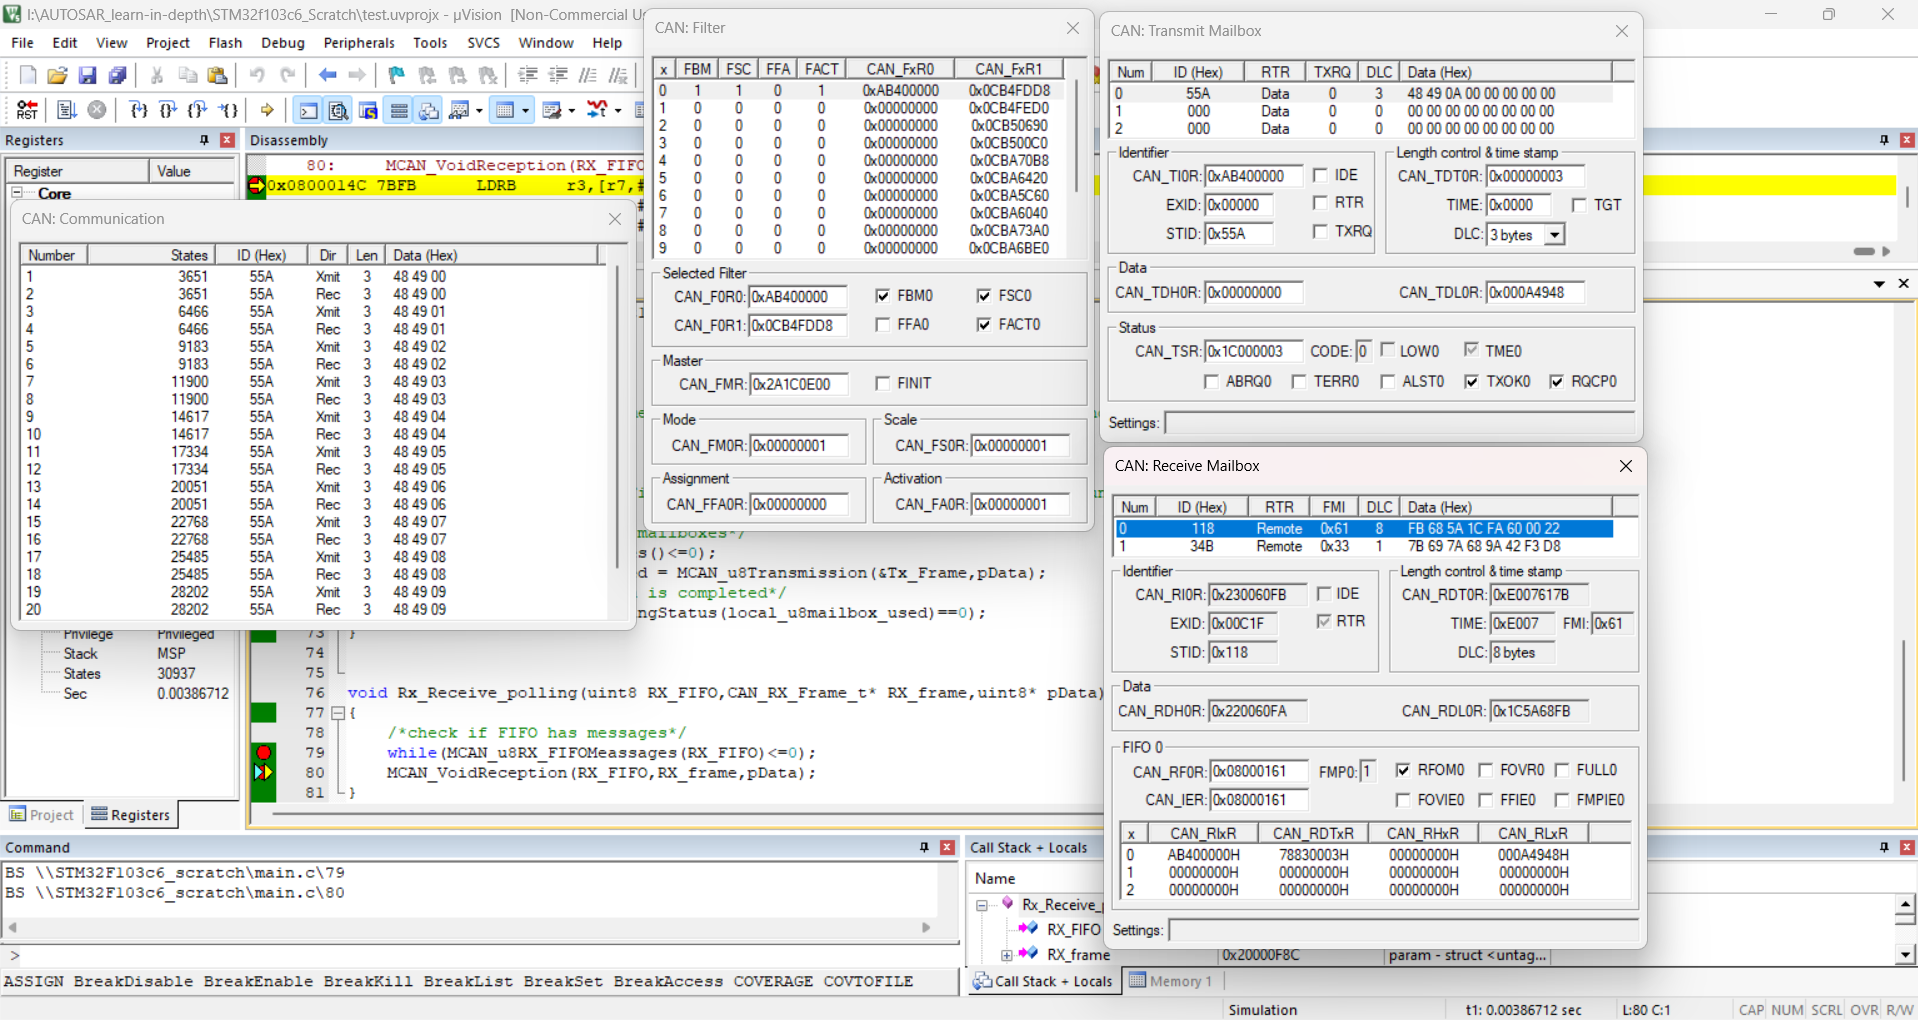 I:\AUTOSAR_learn-in-depth\STM32f103c6_Scratch\test.uvprojx - µVision [Non-Commercial U
File Edit View Project Flash Debug Peripherals Tools SVCS Window Help
Registers
Register Value
Core
Privilege Privileged
Stack MSP
States 30937
Sec 0.00386712
Project Registers
Disassembly
80: MCAN_VoidReception(RX_FIFO
0x0800014C 7BFB LDRB r3,[r7,#
CAN: Communication
Number States ID (Hex) Dir Len Data (Hex)
1 3651 55A Xmit 3 48 49 00
2 3651 55A Rec 3 48 49 00
3 6466 55A Xmit 3 48 49 01
4 6466 55A Rec 3 48 49 01
5 9183 55A Xmit 3 48 49 02
6 9183 55A Rec 3 48 49 02
7 11900 55A Xmit 3 48 49 03
8 11900 55A Rec 3 48 49 03
9 14617 55A Xmit 3 48 49 04
10 14617 55A Rec 3 48 49 04
11 17334 55A Xmit 3 48 49 05
12 17334 55A Rec 3 48 49 05
13 20051 55A Xmit 3 48 49 06
14 20051 55A Rec 3 48 49 06
15 22768 55A Xmit 3 48 49 07
16 22768 55A Rec 3 48 49 07
17 25485 55A Xmit 3 48 49 08
18 25485 55A Rec 3 48 49 08
19 28202 55A Xmit 3 48 49 09
20 28202 55A Rec 3 48 49 09
CAN: Filter
x FBM FSC FFA FACT CAN_FxR0 CAN_FxR1
0 1 1 0 1 0xAB400000 0x0CB4FDD8
1 0 0 0 0 0x00000000 0x0CB4FED0
2 0 0 0 0 0x00000000 0x0CB50690
3 0 0 0 0 0x00000000 0x0CB500C0
4 0 0 0 0 0x00000000 0x0CBA70B8
5 0 0 0 0 0x00000000 0x0CBA6420
6 0 0 0 0 0x00000000 0x0CBA5C60
7 0 0 0 0 0x00000000 0x0CBA6040
8 0 0 0 0 0x00000000 0x0CBA73A0
9 0 0 0 0 0x00000000 0x0CBA6BE0
Selected Filter
CAN_F0R0: 0xAB400000 FBM0 FSC0
CAN_F0R1: 0x0CB4FDD8 FFA0 FACT0
Master
CAN_FMR: 0x2A1C0E00 FINIT
Mode Scale
CAN_FM0R: 0x00000001 CAN_FS0R: 0x00000001
Assignment Activation
CAN_FFA0R: 0x00000000 CAN_FA0R: 0x00000001
CAN: Transmit Mailbox
Num ID (Hex) RTR TXRQ DLC Data (Hex)
0 55A Data 0 3 48 49 0A 00 00 00 00 00
1 000 Data 0 0 00 00 00 00 00 00 00 00
2 000 Data 0 0 00 00 00 00 00 00 00 00
Identifier Length control & time stamp
CAN_TI0R: 0xAB400000 IDE CAN_TDT0R: 0x00000003
EXID: 0x00000 RTR TIME: 0x0000 TGT
STID: 0x55A TXRQ DLC: 3 bytes
Data
CAN_TDH0R: 0x00000000 CAN_TDL0R: 0x000A4948
Status
CAN_TSR: 0x1C000003 CODE: 0 LOW0 TME0
ABRQ0 TERR0 ALST0 TXOK0 RQCP0
Settings:
CAN: Receive Mailbox
Num ID (Hex) RTR FMI DLC Data (Hex)
0 118 Remote 0x61 8 FB 68 5A 1C FA 60 00 22
1 34B Remote 0x33 1 7B 69 7A 68 9A 42 F3 D8
Identifier Length control & time stamp
CAN_RI0R: 0x230060FB IDE CAN_RDT0R: 0xE007617B
EXID: 0x00C1F RTR TIME: 0xE007 FMI: 0x61
STID: 0x118 DLC: 8 bytes
Data
CAN_RDH0R: 0x220060FA CAN_RDL0R: 0x1C5A68FB
FIFO 0
CAN_RF0R: 0x08000161 FMP0: 1 RFOM0 FOVR0 FULL0
CAN_IER: 0x08000161 FOVIE0 FFIE0 FMPIE0
x CAN_RIxR CAN_RDTxR CAN_RHxR CAN_RLxR
0 AB400000H 78830003H 00000000H 000A4948H
1 00000000H 00000000H 00000000H 00000000H
2 00000000H 00000000H 00000000H 00000000H
Settings:
mailboxes*/
s()<=0);
d = MCAN_u8Transmission(&Tx_Frame,pData);
is completed*/
ngStatus(local_u8mailbox_used)==0);
73 }
74
75
76 void Rx_Receive_polling(uint8 RX_FIFO,CAN_RX_Frame_t* RX_frame,uint8* pData)
77 {
78 /*check if FIFO has messages*/
79 while(MCAN_u8RX_FIFOMeassages(RX_FIFO)<=0);
80 MCAN_VoidReception(RX_FIFO,RX_frame,pData);
81 }
Command
BS \\STM32F103c6_scratch\main.c\79
BS \\STM32F103c6_scratch\main.c\80
>
ASSIGN BreakDisable BreakEnable BreakKill BreakList BreakSet BreakAccess COVERAGE COVTOFILE
Call Stack + Locals
Name
Rx_Receive_p
RX_FIFO
RX_frame 0x20000F8C param - struct <untag...
Call Stack + Locals Memory 1
Simulation t1: 0.00386712 sec L:80 C:1 CAP NUM SCRL OVR R/W